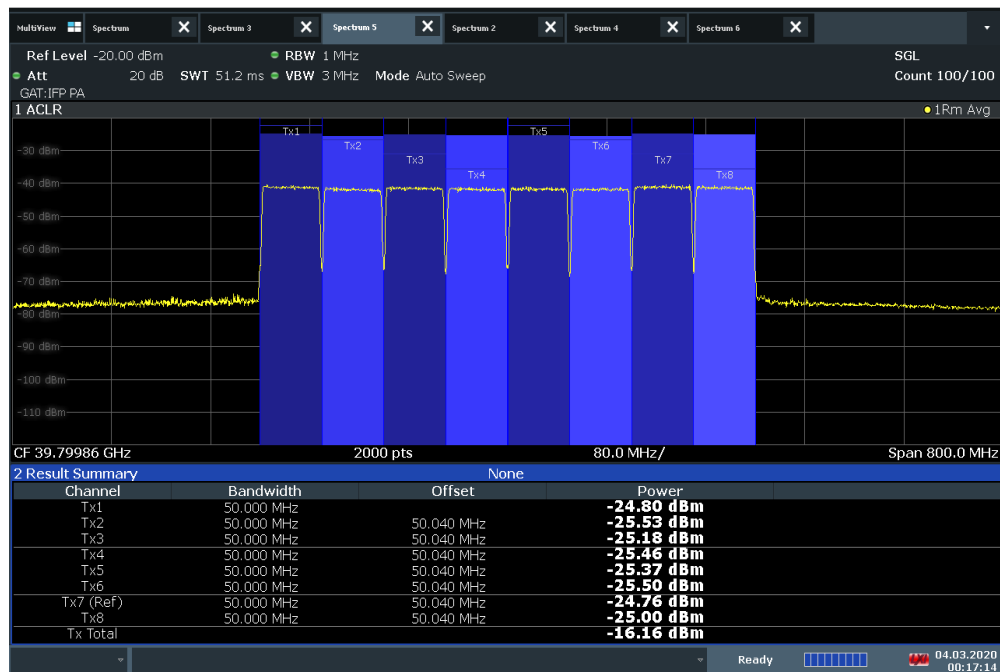 MultiView Spectrum X Spectrum 3 X Spectrum 5 X Spectrum 2 X Spectrum 4 X Spectrum 6 X
Ref Level -20.00 dBm RBW 1 MHz SGL
Att 20 dB SWT 51.2 ms VBW 3 MHz Mode Auto Sweep Count 100/100
GAT:IFP PA
1 ACLR 1Rm Avg
Tx1 Tx5
Tx2 Tx6
-30 dBm
Tx3 Tx7
Tx4 Tx8
-40 dBm
-50 dBm
-60 dBm
-70 dBm
-80 dBm
-90 dBm
-100 dBm
-110 dBm
CF 39.79986 GHz 2000 pts 80.0 MHz/ Span 800.0 MHz
2 Result Summary None
Channel Bandwidth Offset Power
Tx1 50.000 MHz -24.80 dBm
Tx2 50.000 MHz 50.040 MHz -25.53 dBm
Tx3 50.000 MHz 50.040 MHz -25.18 dBm
Tx4 50.000 MHz 50.040 MHz -25.46 dBm
Tx5 50.000 MHz 50.040 MHz -25.37 dBm
Tx6 50.000 MHz 50.040 MHz -25.50 dBm
Tx7 (Ref) 50.000 MHz 50.040 MHz -24.76 dBm
Tx8 50.000 MHz 50.040 MHz -25.00 dBm
Tx Total -16.16 dBm
Ready 04.03.2020
00:17:14